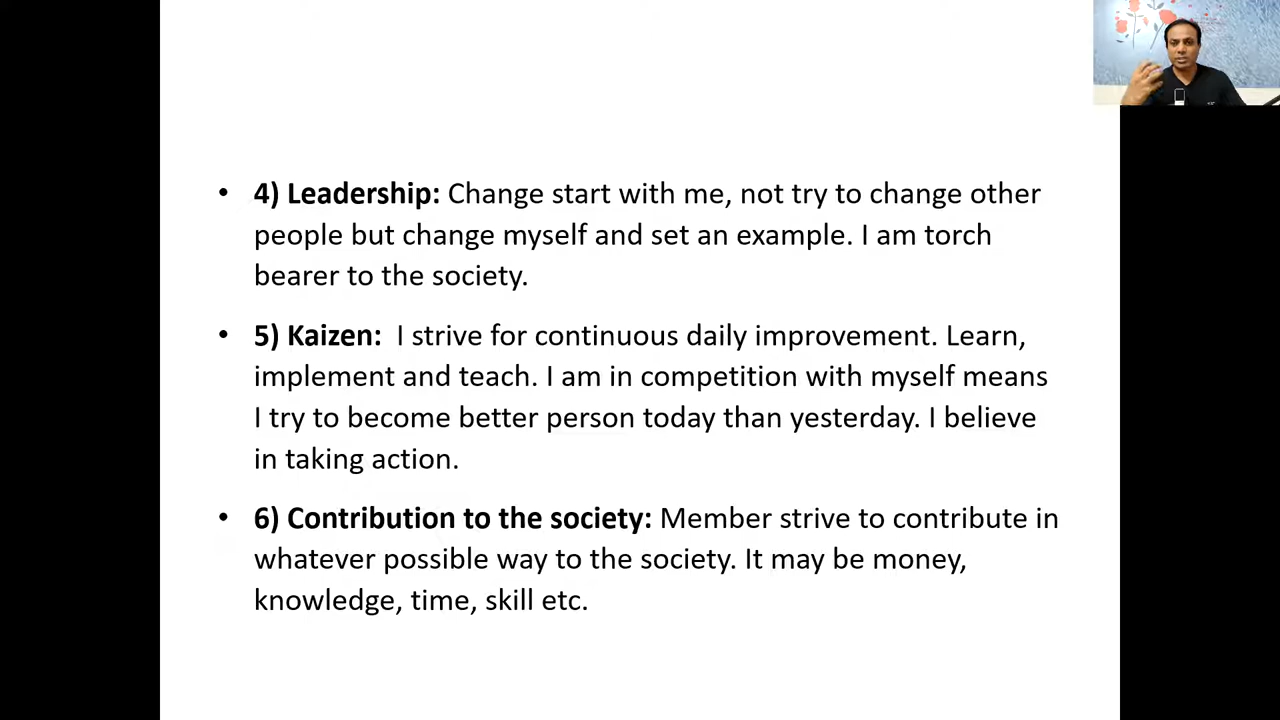 • 4) Leadership: Change start with me, not try to change other
people but change myself and set an example. I am torch
bearer to the society.
• 5) Kaizen:  I strive for continuous daily improvement. Learn,
implement and teach. I am in competition with myself means
I try to become better person today than yesterday. I believe
in taking action.
• 6) Contribution to the society: Member strive to contribute in
whatever possible way to the society. It may be money,
knowledge, time, skill etc.